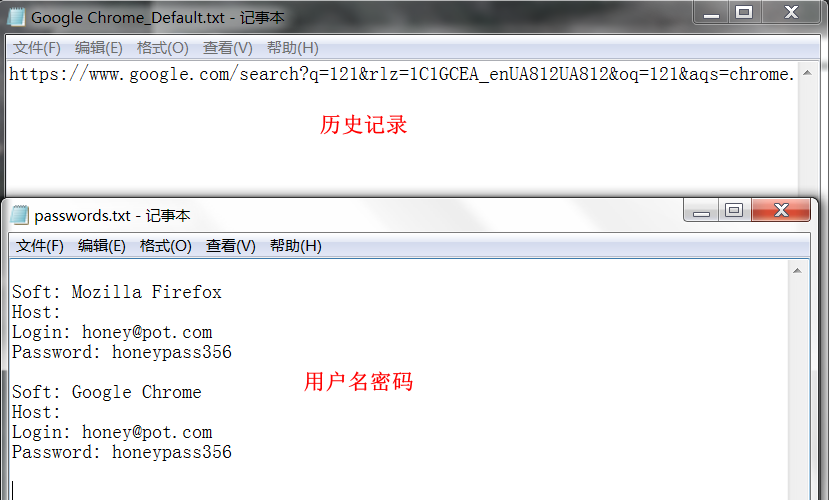 Google Chrome_Default.txt - 记事本
文件(F) 编辑(E) 格式(O) 查看(V) 帮助(H)
https://www.google.com/search?q=121&rlz=1C1GCEA_enUA812UA812&oq=121&aqs=chrome.
历史记录
passwords.txt - 记事本
文件(F) 编辑(E) 格式(O) 查看(V) 帮助(H)
Soft: Mozilla Firefox
Host:
Login: honey@pot.com
Password: honeypass356
Soft: Google Chrome
Host:
Login: honey@pot.com
Password: honeypass356
用户名密码